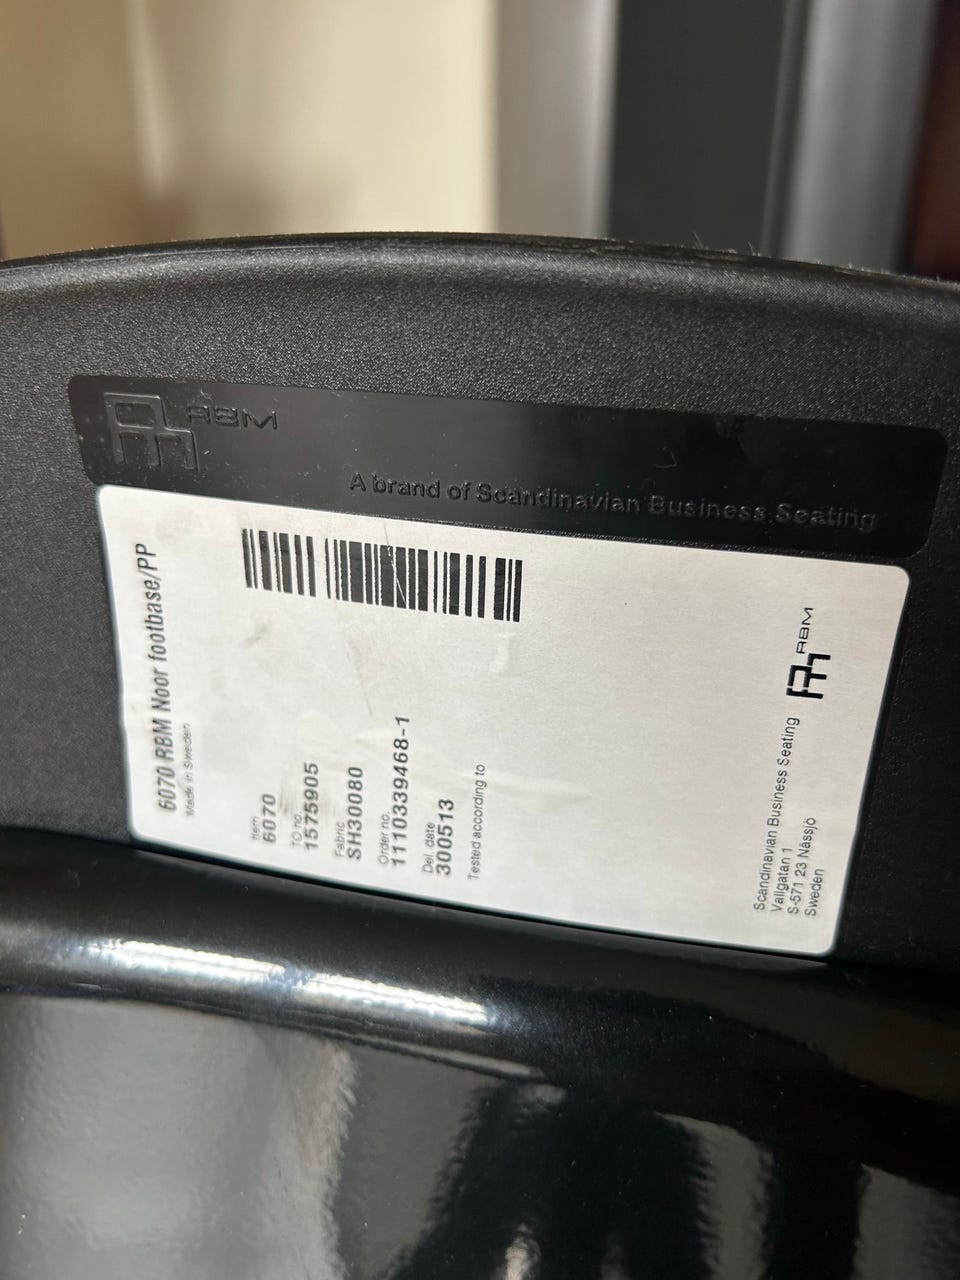 RBM
A brand of Scandinavian Business Seating
6070 RBM Noor footbase/PP
Made in Sweden
Item
6070
TO no.
1575905
Fabric
SH30080
Order no.
1110339468-1
Del. date
300513
Tested according to
RBM
Scandinavian Business Seating
Vallgatan 1
S-571 23 Nässjö
Sweden